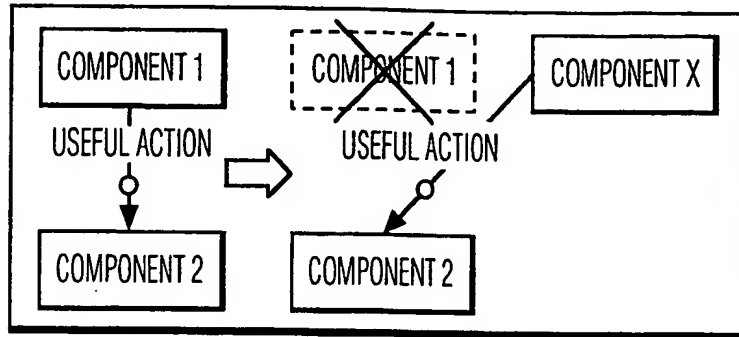 COMPONENT 1
USEFUL ACTION
COMPONENT 2
COMPONENT 1
COMPONENT X
USEFUL ACTION
COMPONENT 2